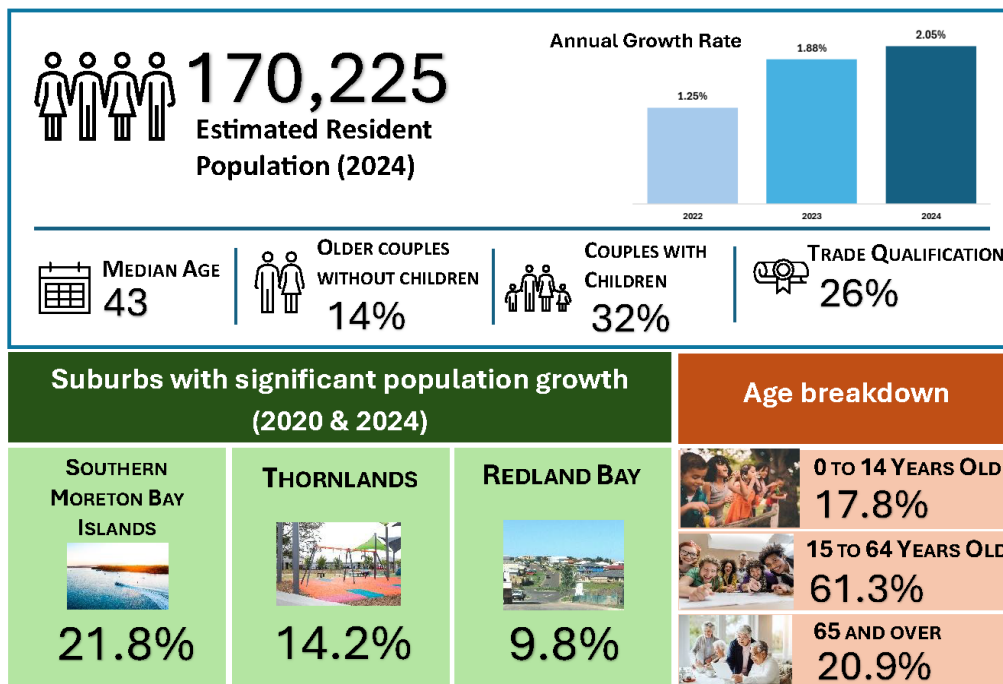 170,225
Estimated Resident
Population (2024)
Annual Growth Rate
1.25%
1.88%
2.05%
2022
2023
2024
MEDIAN AGE
43
OLDER COUPLES
WITHOUT CHILDREN
14%
COUPLES WITH
CHILDREN
32%
TRADE QUALIFICATION
26%
Suburbs with significant population growth
(2020 & 2024)
SOUTHERN
MORETON BAY
ISLANDS
21.8%
THORNLANDS
14.2%
REDLAND BAY
9.8%
Age breakdown
0 TO 14 YEARS OLD
17.8%
15 TO 64 YEARS OLD
61.3%
65 AND OVER
20.9%